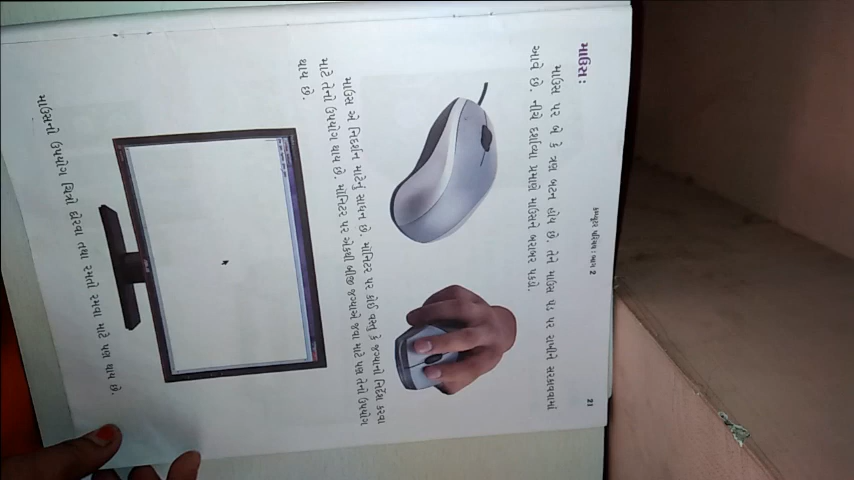 કમ્પ્યુટર પરિચય : ભાગ 2
21
માઉસ :
માઉસ પર બે કે ત્રણ બટન હોય છે. તેને માઉસ પેડ પર રાખીને સરકાવવામાં
આવે છે. નીચે દર્શાવ્યા પ્રમાણે માઉસને બરાબર પકડો.
માઉસ એ નિર્દેશન માટેનું સાધન છે. મોનિટર પર કોઈ વસ્તુ કે જગ્યાનો નિર્દેશ કરવા
માટે તેનો ઉપયોગ થાય છે. મોનિટર પર એકથી બીજી જગ્યાએ જવા માટે પણ તેનો ઉપયોગ
થાય છે.
માઉસનો ઉપયોગ ચિત્રો દોરવા તથા રમતો રમવા માટે પણ થાય છે.